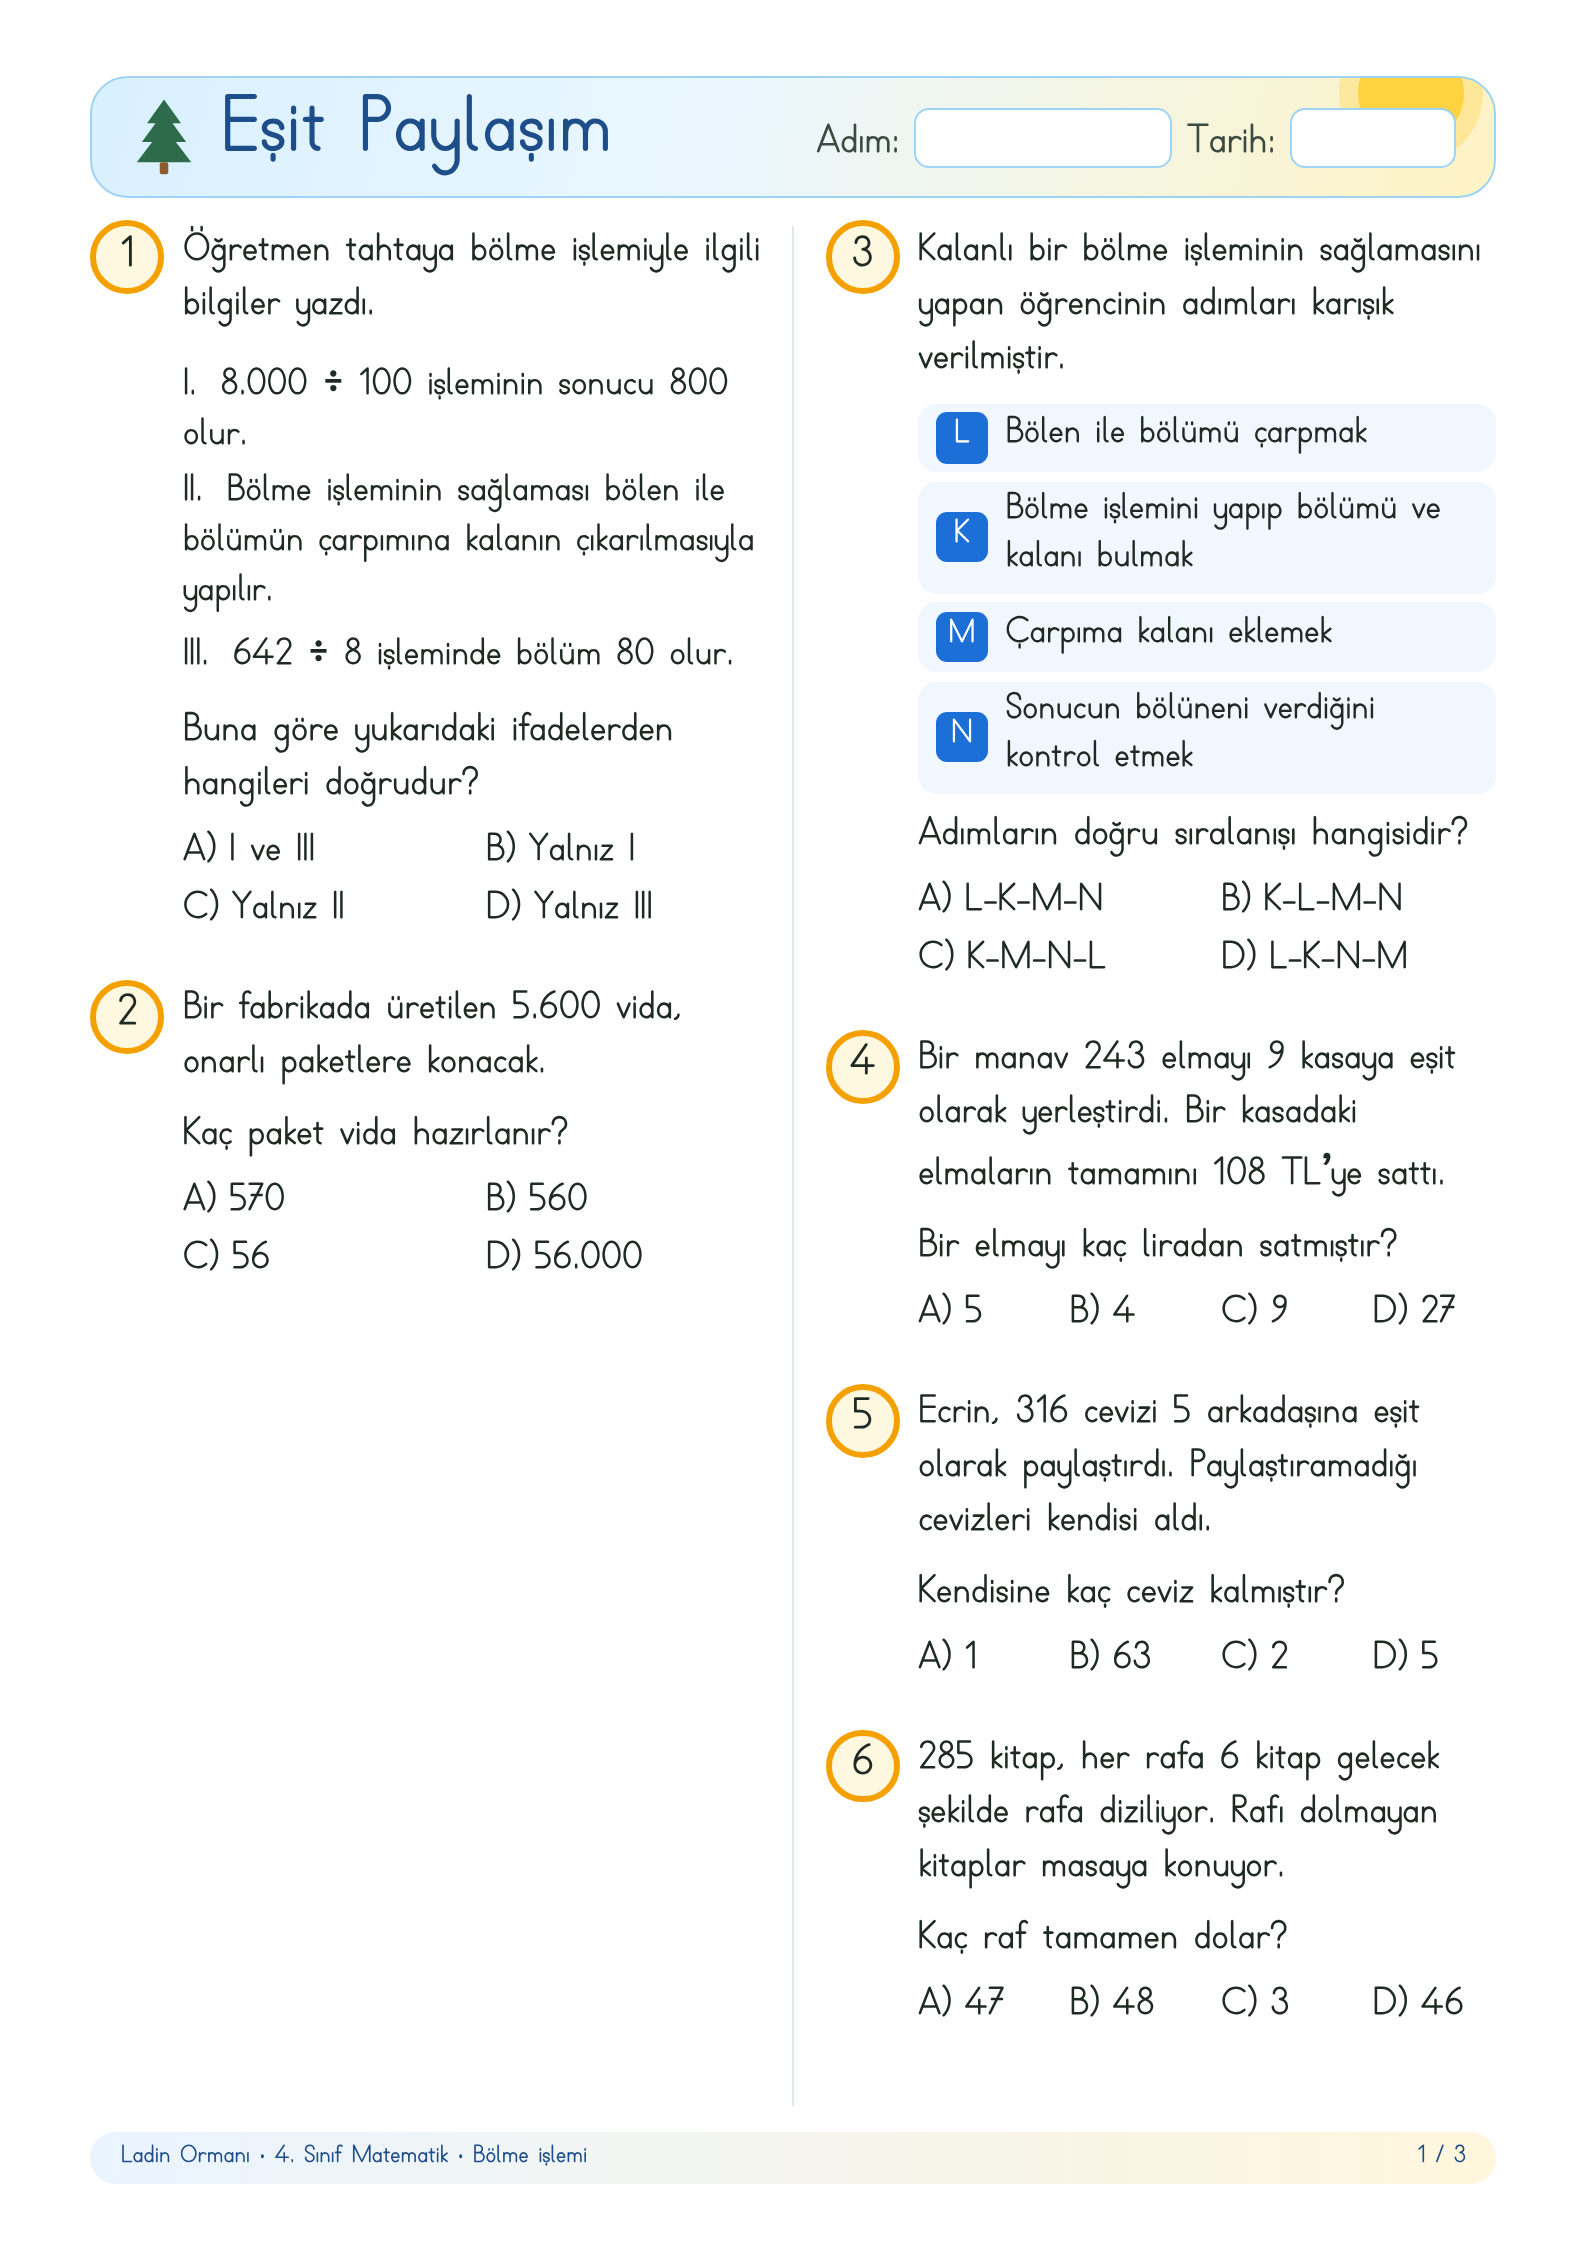 Eşit Paylaşım
Adım:
Tarih:
1
Öğretmen tahtaya bölme işlemiyle ilgili
bilgiler yazdı.
I. 8.000 ÷ 100 işleminin sonucu 800
olur.
II. Bölme işleminin sağlaması bölen ile
bölümün çarpımına kalanın çıkarılmasıyla
yapılır.
III. 642 ÷ 8 işleminde bölüm 80 olur.
Buna göre yukarıdaki ifadelerden
hangileri doğrudur?
A) I ve III B) Yalnız I
C) Yalnız II D) Yalnız III
2
Bir fabrikada üretilen 5.600 vida,
onarlı paketlere konacak.
Kaç paket vida hazırlanır?
A) 570 B) 560
C) 56 D) 56.000
3
Kalanlı bir bölme işleminin sağlamasını
yapan öğrencinin adımları karışık
verilmiştir.
L Bölen ile bölümü çarpmak
K Bölme işlemini yapıp bölümü ve
kalanı bulmak
M Çarpıma kalanı eklemek
N Sonucun bölüneni verdiğini
kontrol etmek
Adımların doğru sıralanışı hangisidir?
A) L-K-M-N B) K-L-M-N
C) K-M-N-L D) L-K-N-M
4
Bir manav 243 elmayı 9 kasaya eşit
olarak yerleştirdi. Bir kasadaki
elmaların tamamını 108 TL’ye sattı.
Bir elmayı kaç liradan satmıştır?
A) 5 B) 4 C) 9 D) 27
5
Ecrin, 316 cevizi 5 arkadaşına eşit
olarak paylaştırdı. Paylaştıramadığı
cevizleri kendisi aldı.
Kendisine kaç ceviz kalmıştır?
A) 1 B) 63 C) 2 D) 5
6
285 kitap, her rafa 6 kitap gelecek
şekilde rafa diziliyor. Rafı dolmayan
kitaplar masaya konuyor.
Kaç raf tamamen dolar?
A) 47 B) 48 C) 3 D) 46
Ladin Ormanı • 4. Sınıf Matematik • Bölme işlemi
1 / 3